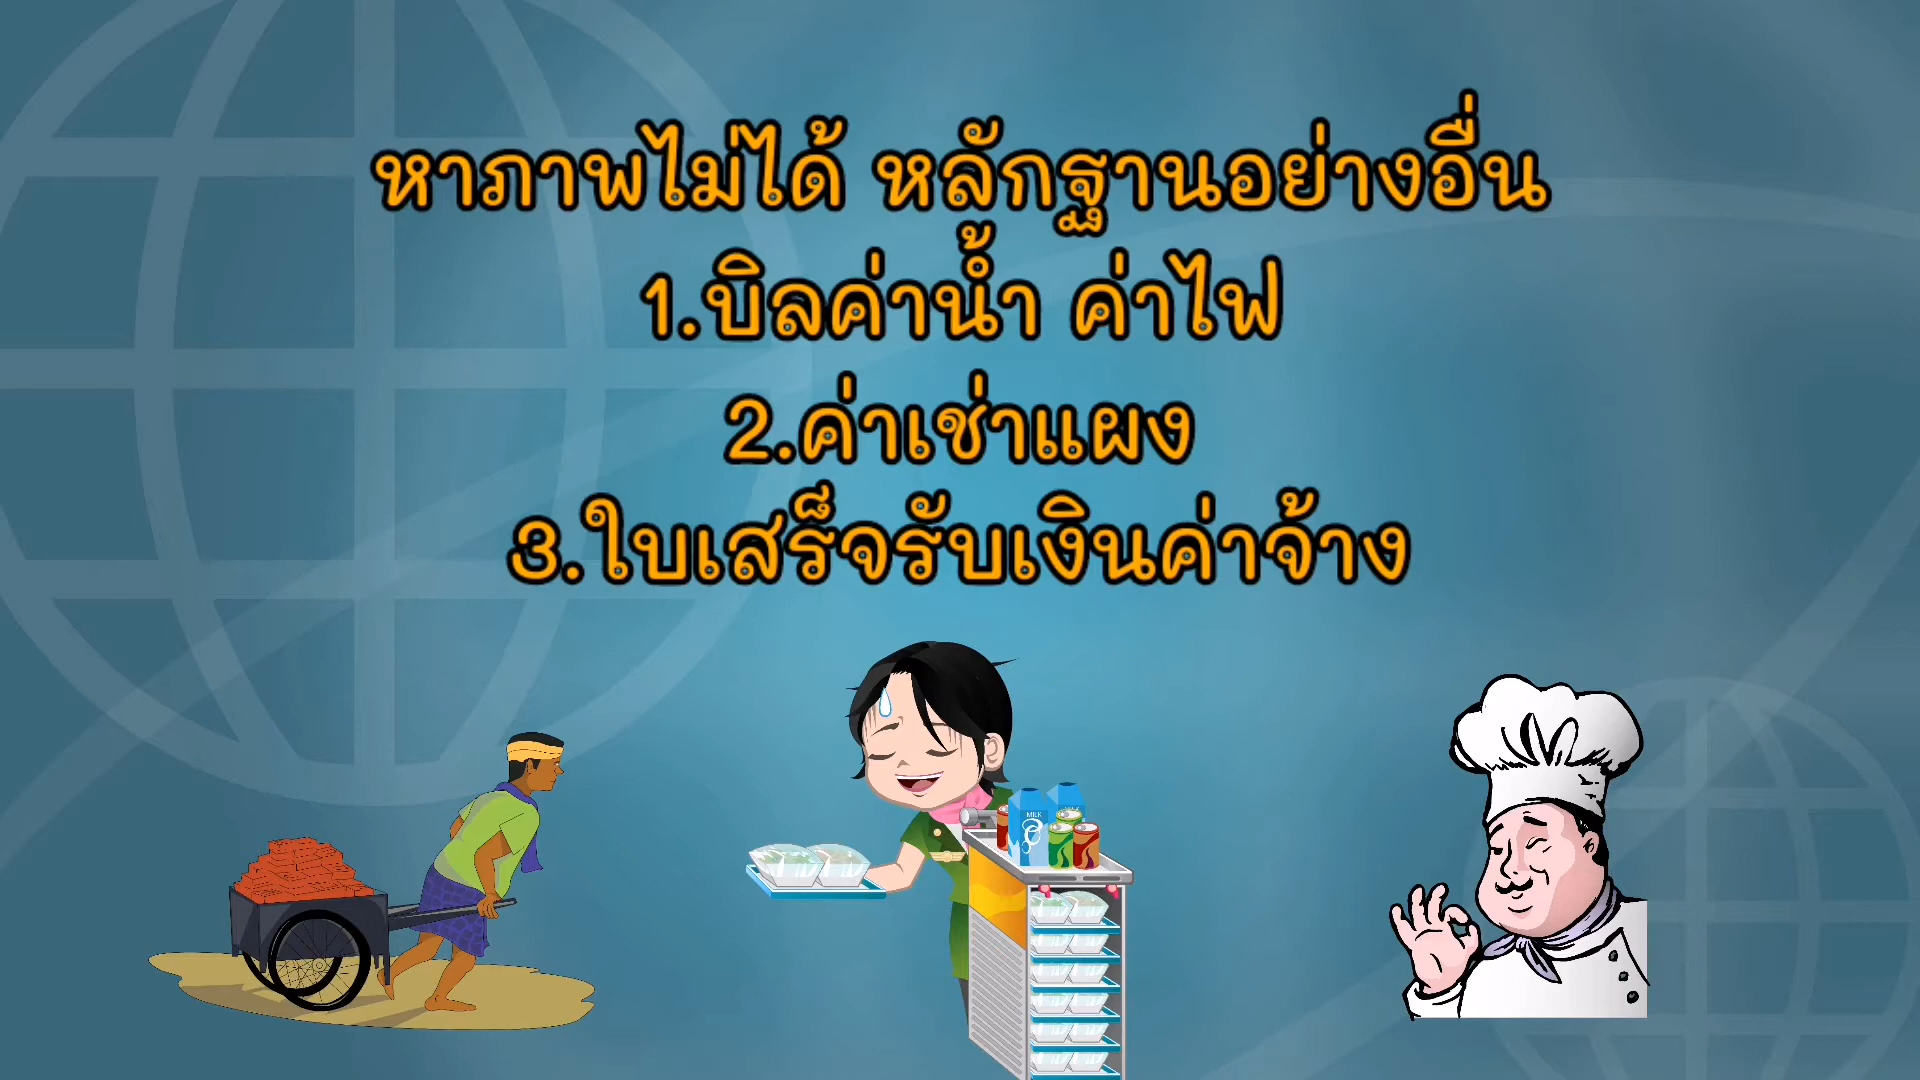 หาภาพไม่ได้ หลักฐานอย่างอื่น
1.บิลค่าน้ำ ค่าไฟ
2.ค่าเช่าแผง
3.ใบเสร็จรับเงินค่าจ้าง
MILK